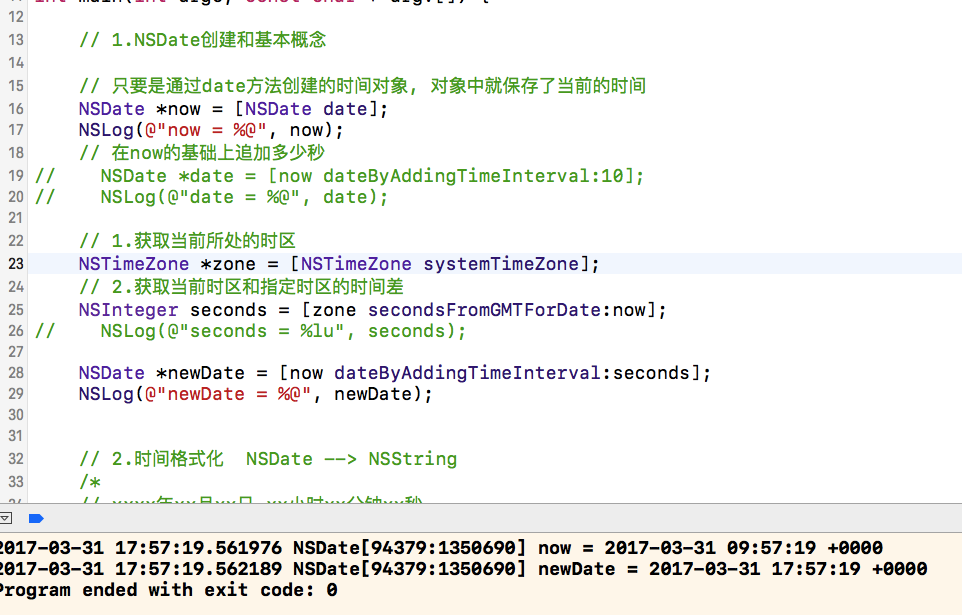 12
13 // 1.NSDate创建和基本概念
14
15 // 只要是通过date方法创建的时间对象, 对象中就保存了当前的时间
16 NSDate *now = [NSDate date];
17 NSLog(@"now = %@", now);
18 // 在now的基础上追加多少秒
19 // NSDate *date = [now dateByAddingTimeInterval:10];
20 // NSLog(@"date = %@", date);
21
22 // 1.获取当前所处的时区
23 NSTimeZone *zone = [NSTimeZone systemTimeZone];
24 // 2.获取当前时区和指定时区的时间差
25 NSInteger seconds = [zone secondsFromGMTForDate:now];
26 // NSLog(@"seconds = %lu", seconds);
27
28 NSDate *newDate = [now dateByAddingTimeInterval:seconds];
29 NSLog(@"newDate = %@", newDate);
30
31
32 // 2.时间格式化 NSDate --> NSString
33 /*
2017-03-31 17:57:19.561976 NSDate[94379:1350690] now = 2017-03-31 09:57:19 +0000
2017-03-31 17:57:19.562189 NSDate[94379:1350690] newDate = 2017-03-31 17:57:19 +0000
Program ended with exit code: 0